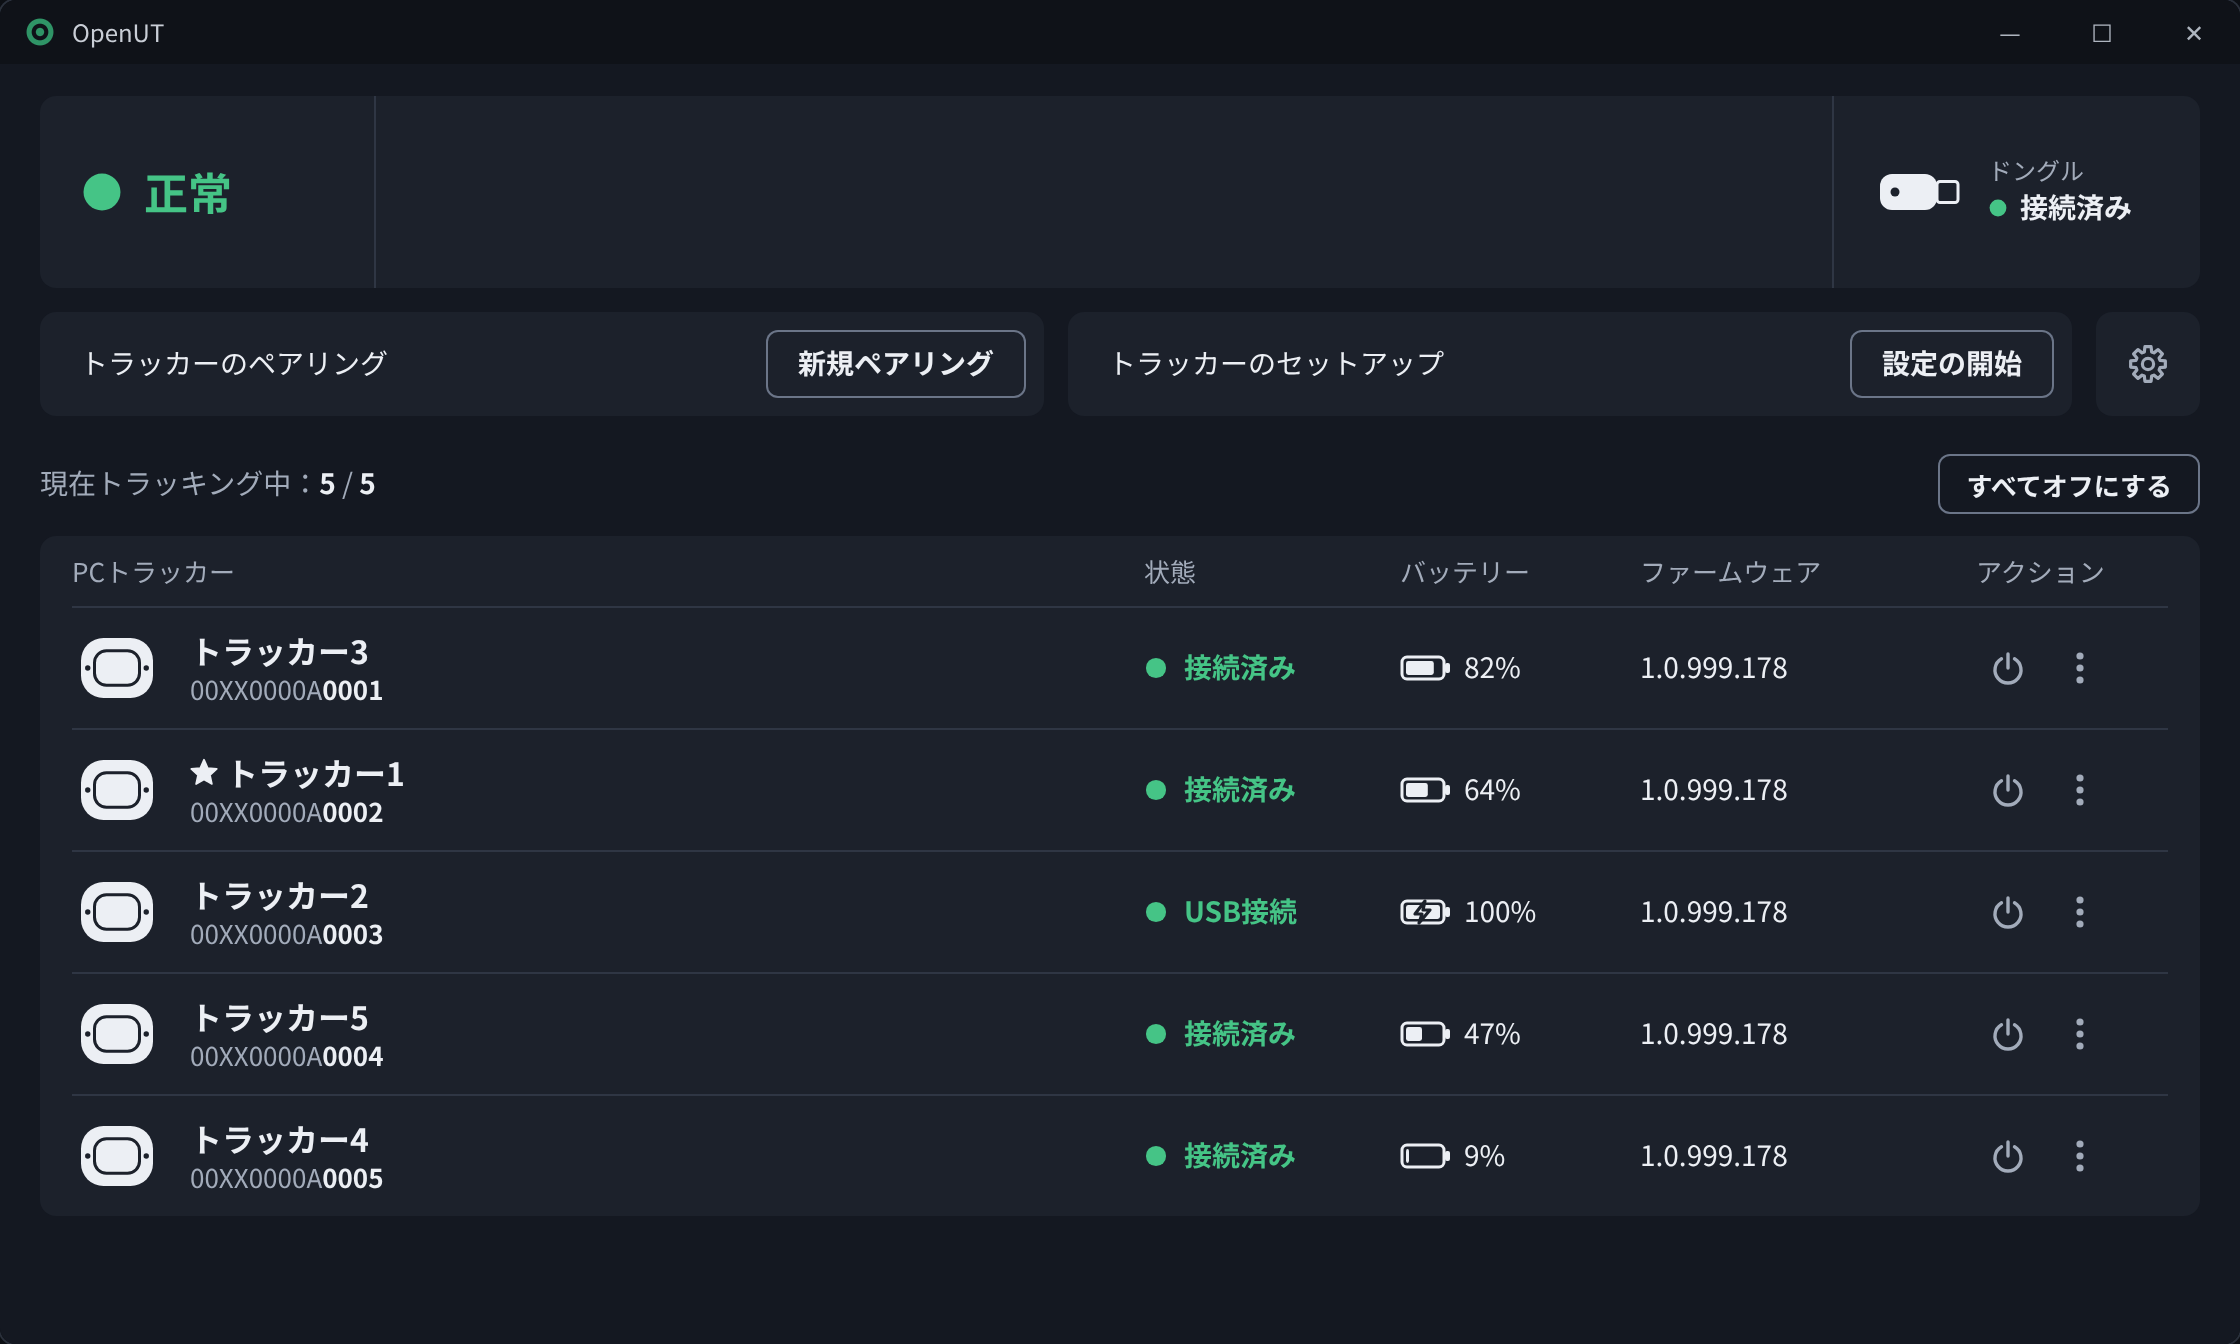 OpenUT
正常
ドングル
接続済み
トラッカーのペアリング
新規ペアリング
トラッカーのセットアップ
設定の開始
現在トラッキング中：5 / 5
すべてオフにする
PCトラッカー 状態 バッテリー ファームウェア アクション
トラッカー3
00XX0000A0001
接続済み 82% 1.0.999.178
★ トラッカー1
00XX0000A0002
接続済み 64% 1.0.999.178
トラッカー2
00XX0000A0003
USB接続 100% 1.0.999.178
トラッカー5
00XX0000A0004
接続済み 47% 1.0.999.178
トラッカー4
00XX0000A0005
接続済み 9% 1.0.999.178